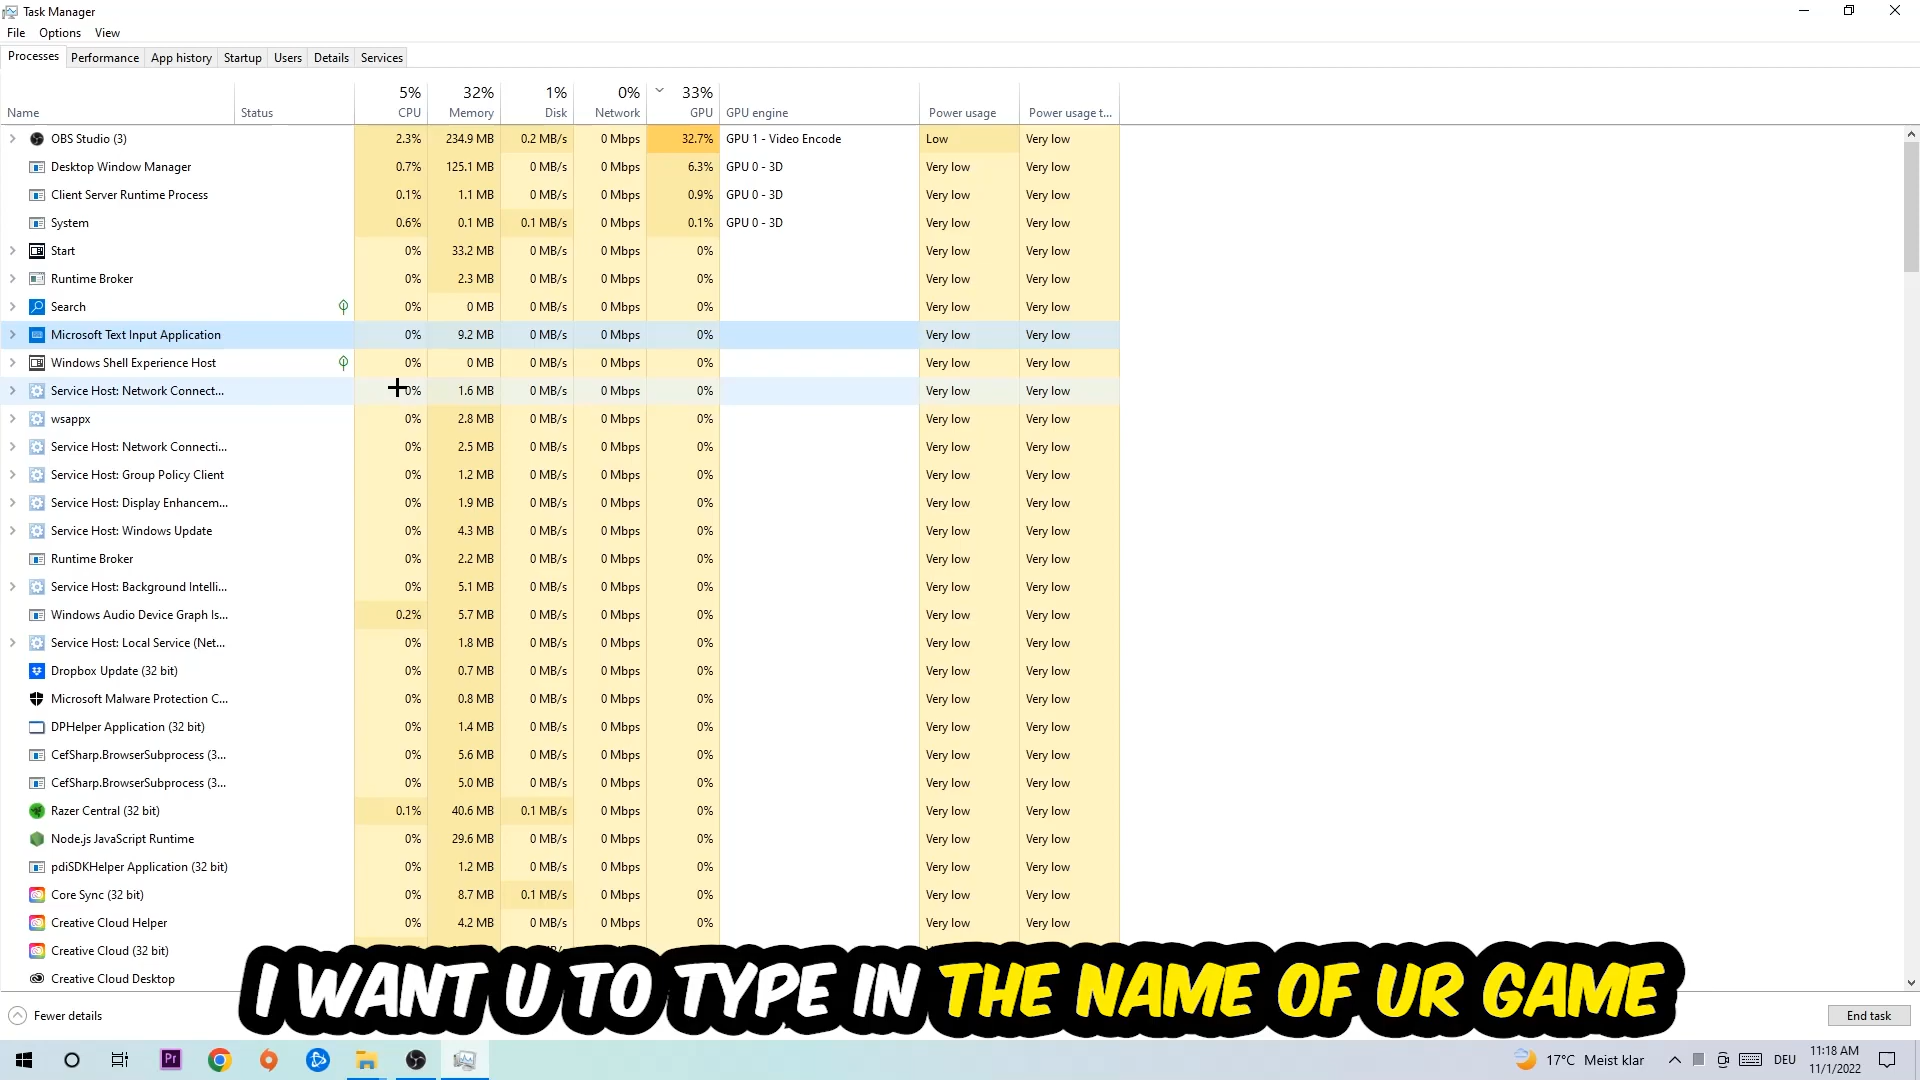 Task Manager
File Options View
Processes Performance App history Startup Users Details Services
5% 32% 1% 0% 33%
Name Status CPU Memory Disk Network GPU GPU engine Power usage Power usage t...
OBS Studio (3) 2.3% 234.9 MB 0.2 MB/s 0 Mbps 32.7% GPU 1 - Video Encode Low Very low
Desktop Window Manager 0.7% 125.1 MB 0 MB/s 0 Mbps 6.3% GPU 0 - 3D Very low Very low
Client Server Runtime Process 0.1% 1.1 MB 0 MB/s 0 Mbps 0.9% GPU 0 - 3D Very low Very low
System 0.6% 0.1 MB 0.1 MB/s 0 Mbps 0.1% GPU 0 - 3D Very low Very low
Start 0% 33.2 MB 0 MB/s 0 Mbps 0% Very low Very low
Runtime Broker 0% 2.3 MB 0 MB/s 0 Mbps 0% Very low Very low
Search 0% 0 MB 0 MB/s 0 Mbps 0% Very low Very low
Microsoft Text Input Application 0% 9.2 MB 0 MB/s 0 Mbps 0% Very low Very low
Windows Shell Experience Host 0% 0 MB 0 MB/s 0 Mbps 0% Very low Very low
Service Host: Network Connect... 0% 1.6 MB 0 MB/s 0 Mbps 0% Very low Very low
wsappx 0% 2.8 MB 0 MB/s 0 Mbps 0% Very low Very low
Service Host: Network Connecti... 0% 2.5 MB 0 MB/s 0 Mbps 0% Very low Very low
Service Host: Group Policy Client 0% 1.2 MB 0 MB/s 0 Mbps 0% Very low Very low
Service Host: Display Enhancem... 0% 1.9 MB 0 MB/s 0 Mbps 0% Very low Very low
Service Host: Windows Update 0% 4.3 MB 0 MB/s 0 Mbps 0% Very low Very low
Runtime Broker 0% 2.2 MB 0 MB/s 0 Mbps 0% Very low Very low
Service Host: Background Intelli... 0% 5.1 MB 0 MB/s 0 Mbps 0% Very low Very low
Windows Audio Device Graph Is... 0.2% 5.7 MB 0 MB/s 0 Mbps 0% Very low Very low
Service Host: Local Service (Net... 0% 1.8 MB 0 MB/s 0 Mbps 0% Very low Very low
Dropbox Update (32 bit) 0% 0.7 MB 0 MB/s 0 Mbps 0% Very low Very low
Microsoft Malware Protection C... 0% 0.8 MB 0 MB/s 0 Mbps 0% Very low Very low
DPHelper Application (32 bit) 0% 1.4 MB 0 MB/s 0 Mbps 0% Very low Very low
CefSharp.BrowserSubprocess (3... 0% 5.6 MB 0 MB/s 0 Mbps 0% Very low Very low
CefSharp.BrowserSubprocess (3... 0% 5.0 MB 0 MB/s 0 Mbps 0% Very low Very low
Razer Central (32 bit) 0.1% 40.6 MB 0.1 MB/s 0 Mbps 0% Very low Very low
Node.js JavaScript Runtime 0% 29.6 MB 0 MB/s 0 Mbps 0% Very low Very low
pdiSDKHelper Application (32 bit) 0% 1.2 MB 0 MB/s 0 Mbps 0% Very low Very low
Core Sync (32 bit) 0% 8.7 MB 0.1 MB/s 0 Mbps 0% Very low Very low
Creative Cloud Helper 0% 4.2 MB 0 MB/s 0 Mbps 0% Very low Very low
Creative Cloud (32 bit)
Creative Cloud Desktop
I WANT U TO TYPE IN THE NAME OF UR GAME
Fewer details End task
Pr 17°C Meist klar DEU 11:18 AM
11/1/2022